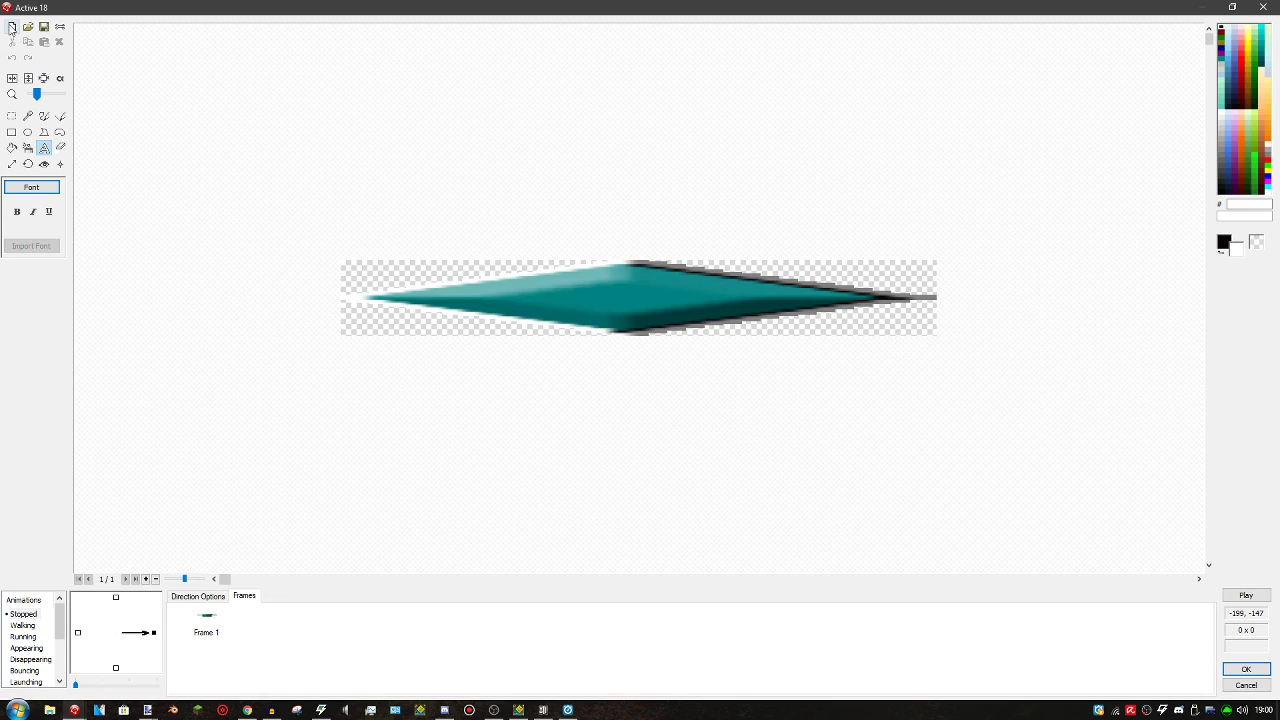 Active 18
Font
B I U
Import Font
#
1 / 1
Animations
Stopped
Walking
Running
Appearing
Disappearing
Bouncing
Launching
Direction Options
Frames
Frame 1
Play
-199, -147
0 x 0
OK
Cancel
19:00